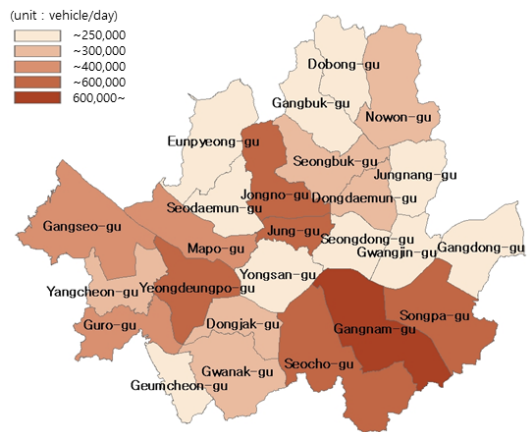 (unit : vehicle/day)
~250,000
~300,000
~400,000
~600,000
600,000~
Dobong-gu
Gangbuk-gu
Nowon-gu
Eunpyeong-gu
Seongbuk-gu
Jungnang-gu
Jongno-gu
Dongdaemun-gu
Seodaemun-gu
Gangseo-gu
Jung-gu
Seongdong-gu
Mapo-gu
Gwangjin-gu
Gangdong-gu
Yongsan-gu
Yangcheon-gu
Yeongdeungpo-gu
Songpa-gu
Guro-gu
Dongjak-gu
Gangnam-gu
Seocho-gu
Gwanak-gu
Geumcheon-gu